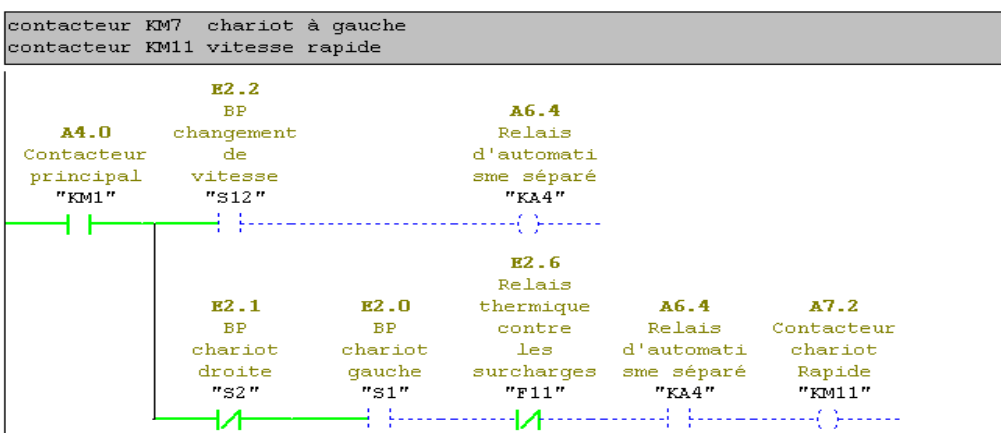 contacteur KM7  chariot à gauche
contacteur KM11 vitesse rapide
E2.2
BP
changement
de
vitesse
"S12"
A4.0
Contacteur
principal
"KM1"
A6.4
Relais
d'automati
sme séparé
"KA4"
E2.1
BP
chariot
droite
"S2"
E2.0
BP
chariot
gauche
"S1"
E2.6
Relais
thermique
contre
les
surcharges
"F11"
A6.4
Relais
d'automati
sme séparé
"KA4"
A7.2
Contacteur
chariot
Rapide
"KM11"